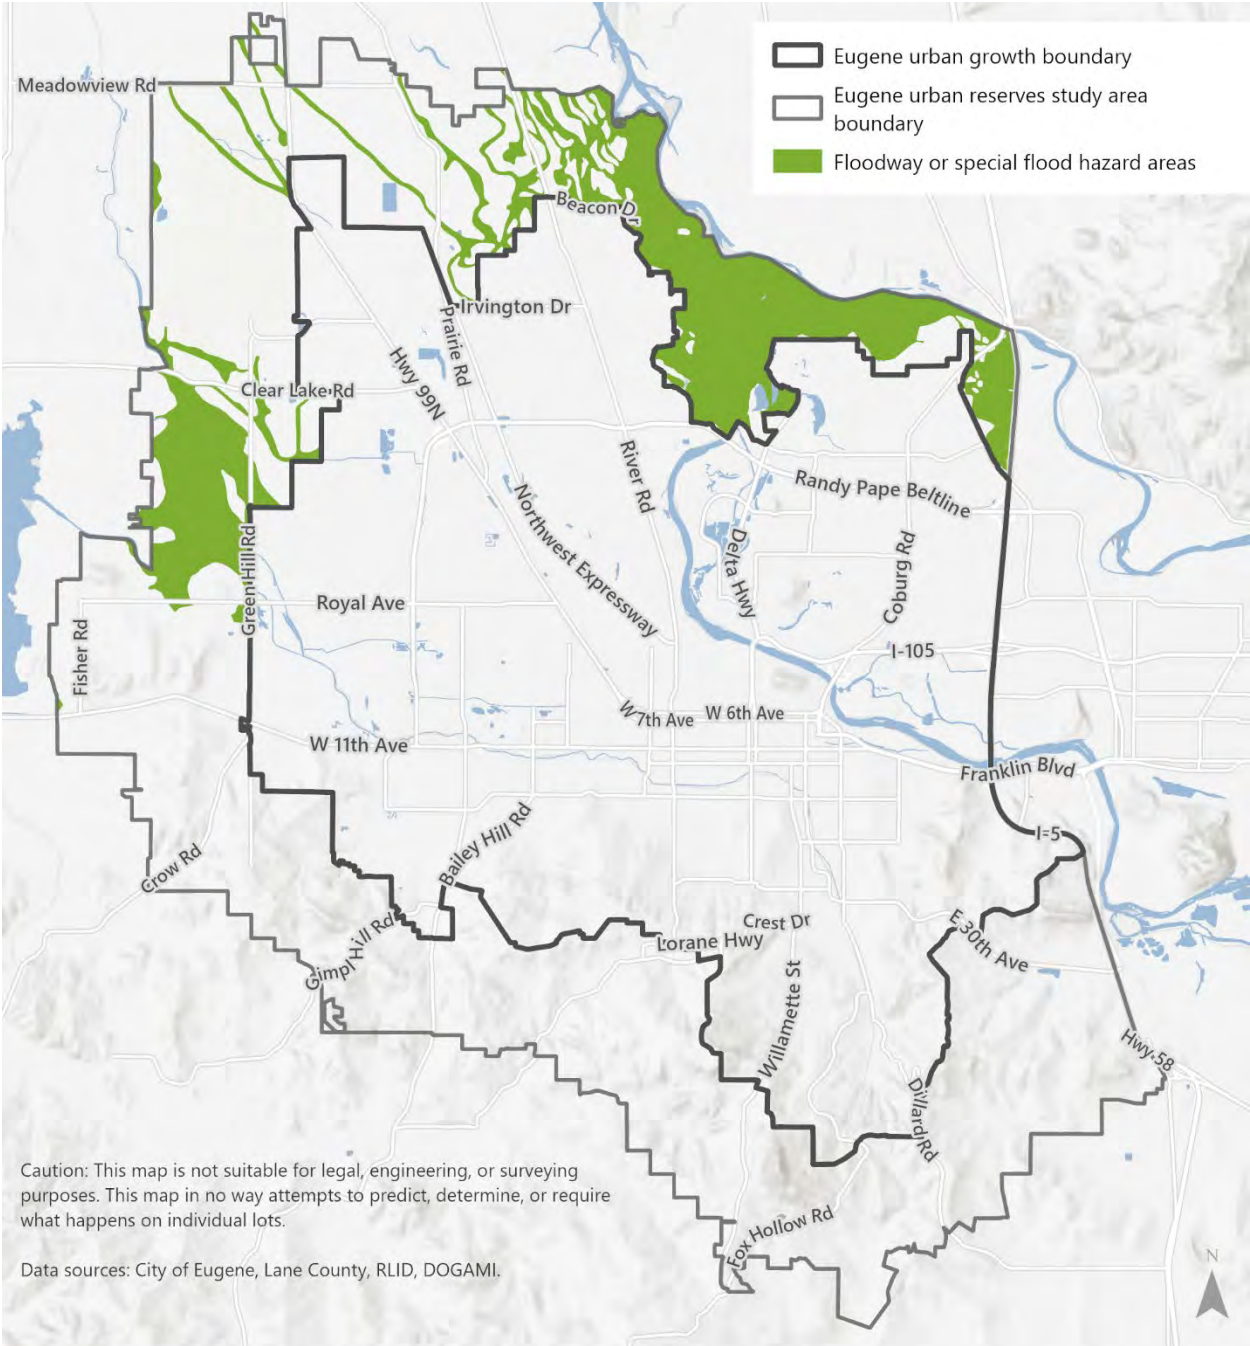 Eugene urban growth boundary
Eugene urban reserves study area
boundary
Floodway or special flood hazard areas
Meadowview Rd
Beacon Dr
Irvington Dr
Prairie Rd
Hwy 99N
Clear Lake Rd
River Rd
Randy Pape Beltline
Northwest Expressway
Delta Hwy
Coburg Rd
Green Hill Rd
Royal Ave
Fisher Rd
I-105
W 7th Ave
W 6th Ave
W 11th Ave
Franklin Blvd
I-5
Bailey Hill Rd
Crow Rd
Gimpl Hill Rd
Crest Dr
Lorane Hwy
E 30th Ave
Willamette St
Hwy 58
Dillard Rd
Fox Hollow Rd
Caution: This map is not suitable for legal, engineering, or surveying
purposes. This map in no way attempts to predict, determine, or require
what happens on individual lots.
Data sources: City of Eugene, Lane County, RLID, DOGAMI.
N